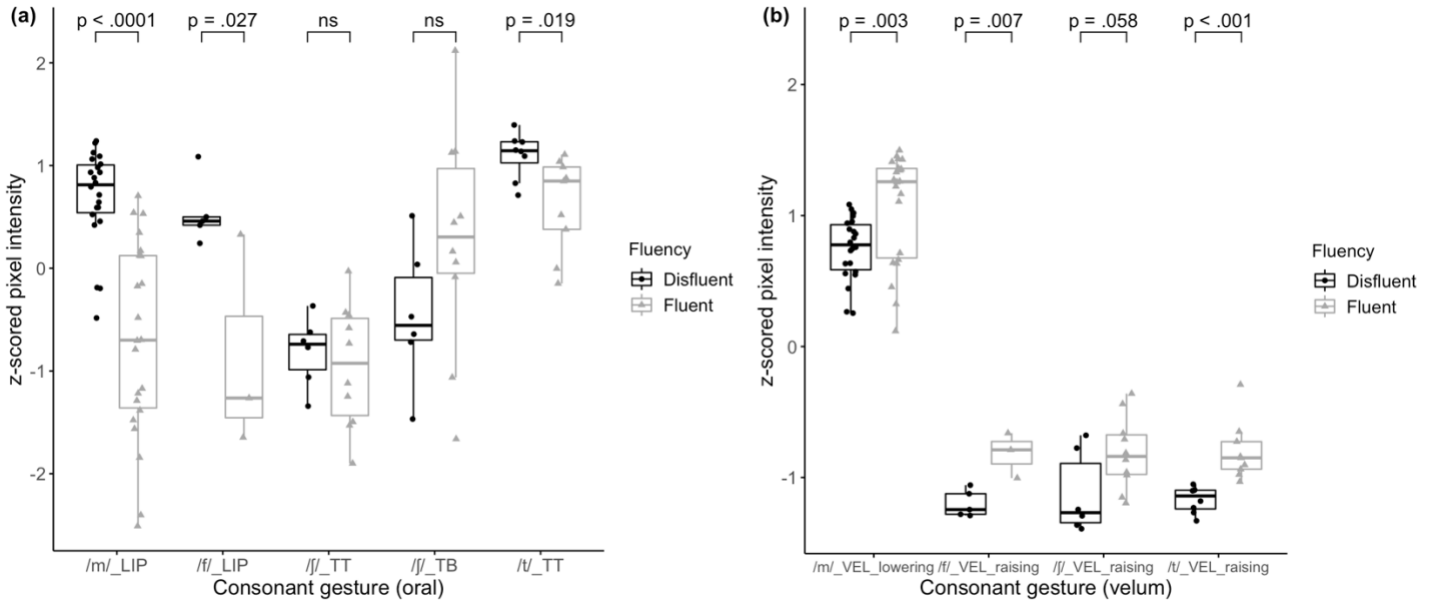 (a)
p < .0001 p = .027 ns ns p = .019
2
1
0
-1
-2
z-scored pixel intensity
/m/_LIP /f/_LIP /ʃ/_TT /ʃ/_TB /t/_TT
Consonant gesture (oral)
Fluency
Disfluent
Fluent
(b)
p = .003 p = .007 p = .058 p < .001
2
1
0
-1
z-scored pixel intensity
/m/_VEL_lowering /f/_VEL_raising /ʃ/_VEL_raising /t/_VEL_raising
Consonant gesture (velum)
Fluency
Disfluent
Fluent